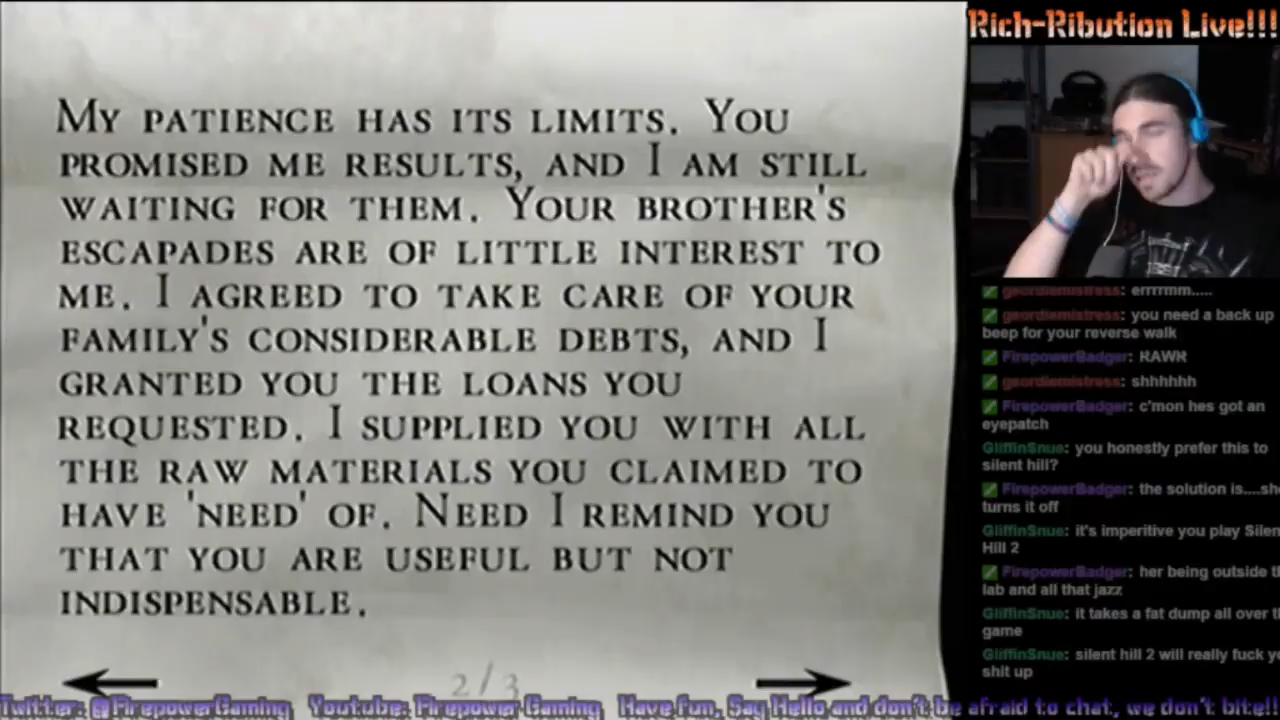 Rich-Ribution Live!!!
MY PATIENCE HAS ITS LIMITS. YOU
PROMISED ME RESULTS, AND I AM STILL
WAITING FOR THEM. YOUR BROTHER'S
ESCAPADES ARE OF LITTLE INTEREST TO
ME. I AGREED TO TAKE CARE OF YOUR
FAMILY'S CONSIDERABLE DEBTS, AND I
GRANTED YOU THE LOANS YOU
REQUESTED. I SUPPLIED YOU WITH ALL
THE RAW MATERIALS YOU CLAIMED TO
HAVE 'NEED' OF. NEED I REMIND YOU
THAT YOU ARE USEFUL BUT NOT
INDISPENSABLE.
2/3
geordiemistress: errrrmm.....
geordiemistress: you need a back up
beep for your reverse walk
FirepowerBadger: RAWR
geordiemistress: shhhhhh
FirepowerBadger: c'mon hes got an
eyepatch
GliffinSnue: you honestly prefer this to
silent hill?
FirepowerBadger: the solution is....she
turns it off
GliffinSnue: it's imperitive you play Silen
Hill 2
FirepowerBadger: her being outside th
lab and all that jazz
GliffinSnue: it takes a fat dump all over th
game
GliffinSnue: silent hill 2 will really fuck yo
shit up
Twitter: @FirepowerGaming Youtube: Firepower Gaming Have fun, Say Hello and don't be afraid to chat, we don't bite!!